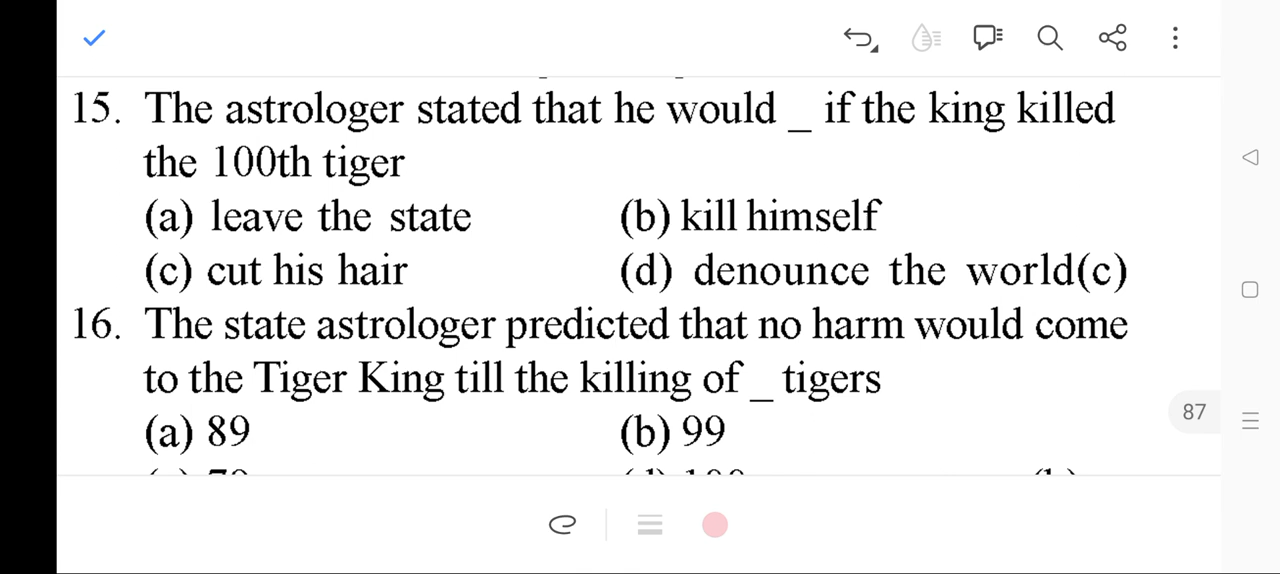 15. The astrologer stated that he would _ if the king killed
the 100th tiger
(a) leave the state (b) kill himself
(c) cut his hair (d) denounce the world(c)
16. The state astrologer predicted that no harm would come
to the Tiger King till the killing of _ tigers
(a) 89 (b) 99
87